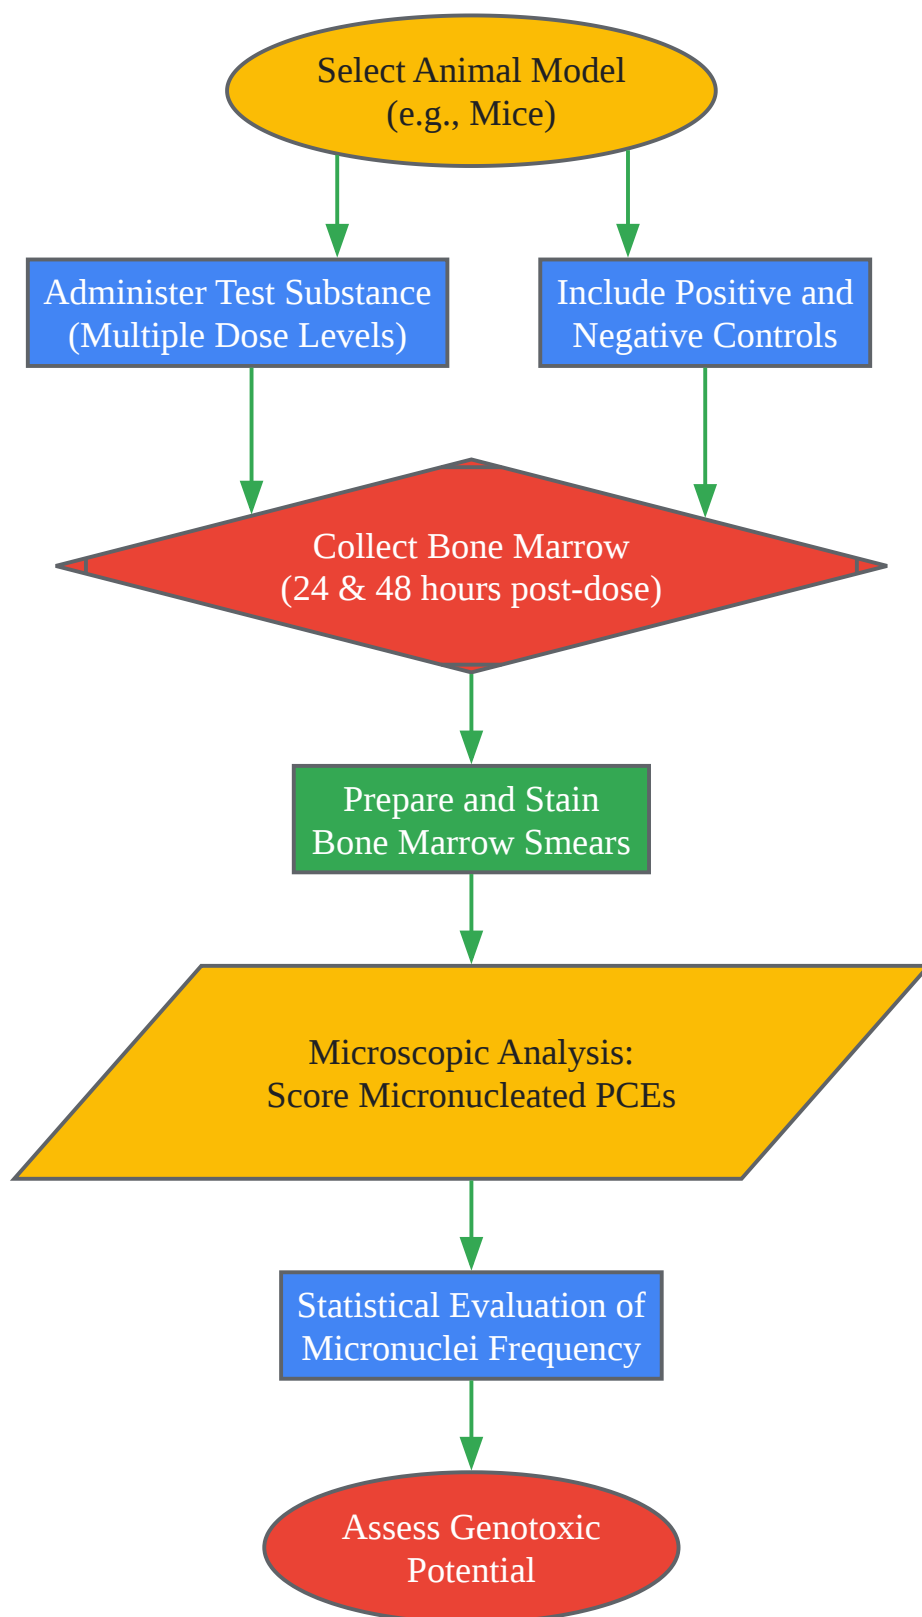 Select Animal Model
(e.g., Mice)
Administer Test Substance
(Multiple Dose Levels)
Include Positive and
Negative Controls
Collect Bone Marrow
(24 & 48 hours post-dose)
Prepare and Stain
Bone Marrow Smears
Microscopic Analysis:
Score Micronucleated PCEs
Statistical Evaluation of
Micronuclei Frequency
Assess Genotoxic
Potential